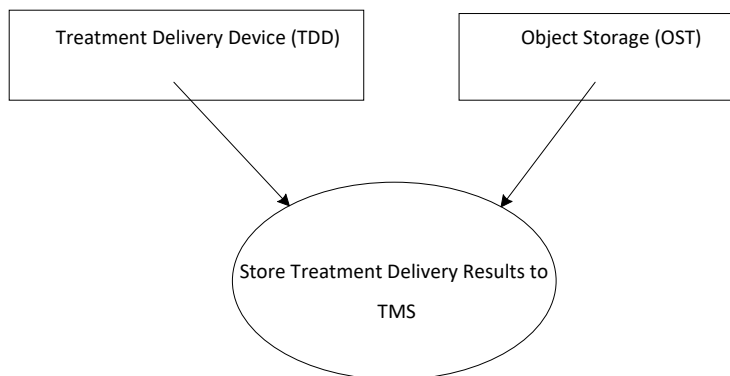 Treatment Delivery Device (TDD)
Object Storage (OST)
Store Treatment Delivery Results to
TMS